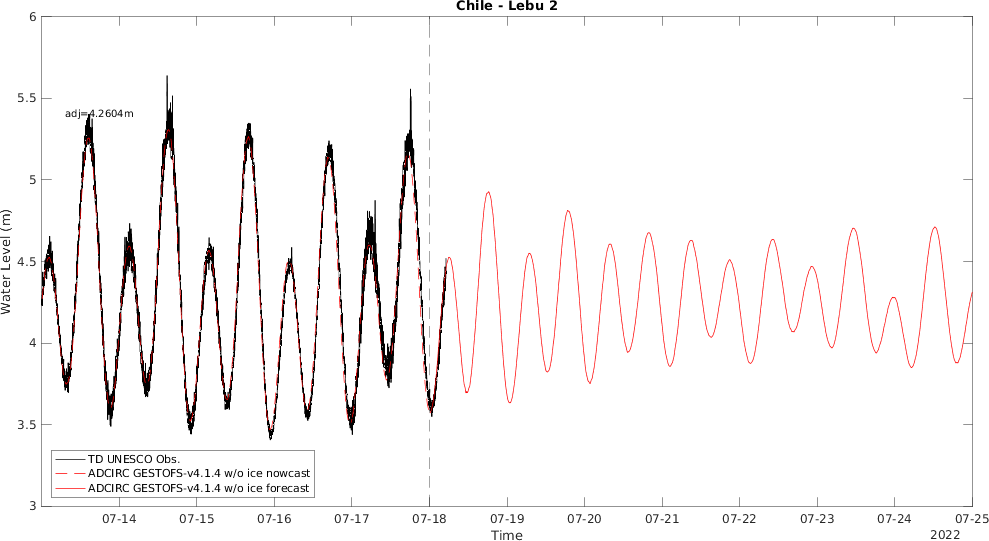 Chile - Lebu 2
6
5.5
5
4.5
4
3.5
3
Water Level (m)
adj=4.2604m
TD UNESCO Obs.
ADCIRC GESTOFS-v4.1.4 w/o ice nowcast
ADCIRC GESTOFS-v4.1.4 w/o ice forecast
07-14 07-15 07-16 07-17 07-18 07-19 07-20 07-21 07-22 07-23 07-24 07-25
Time
2022